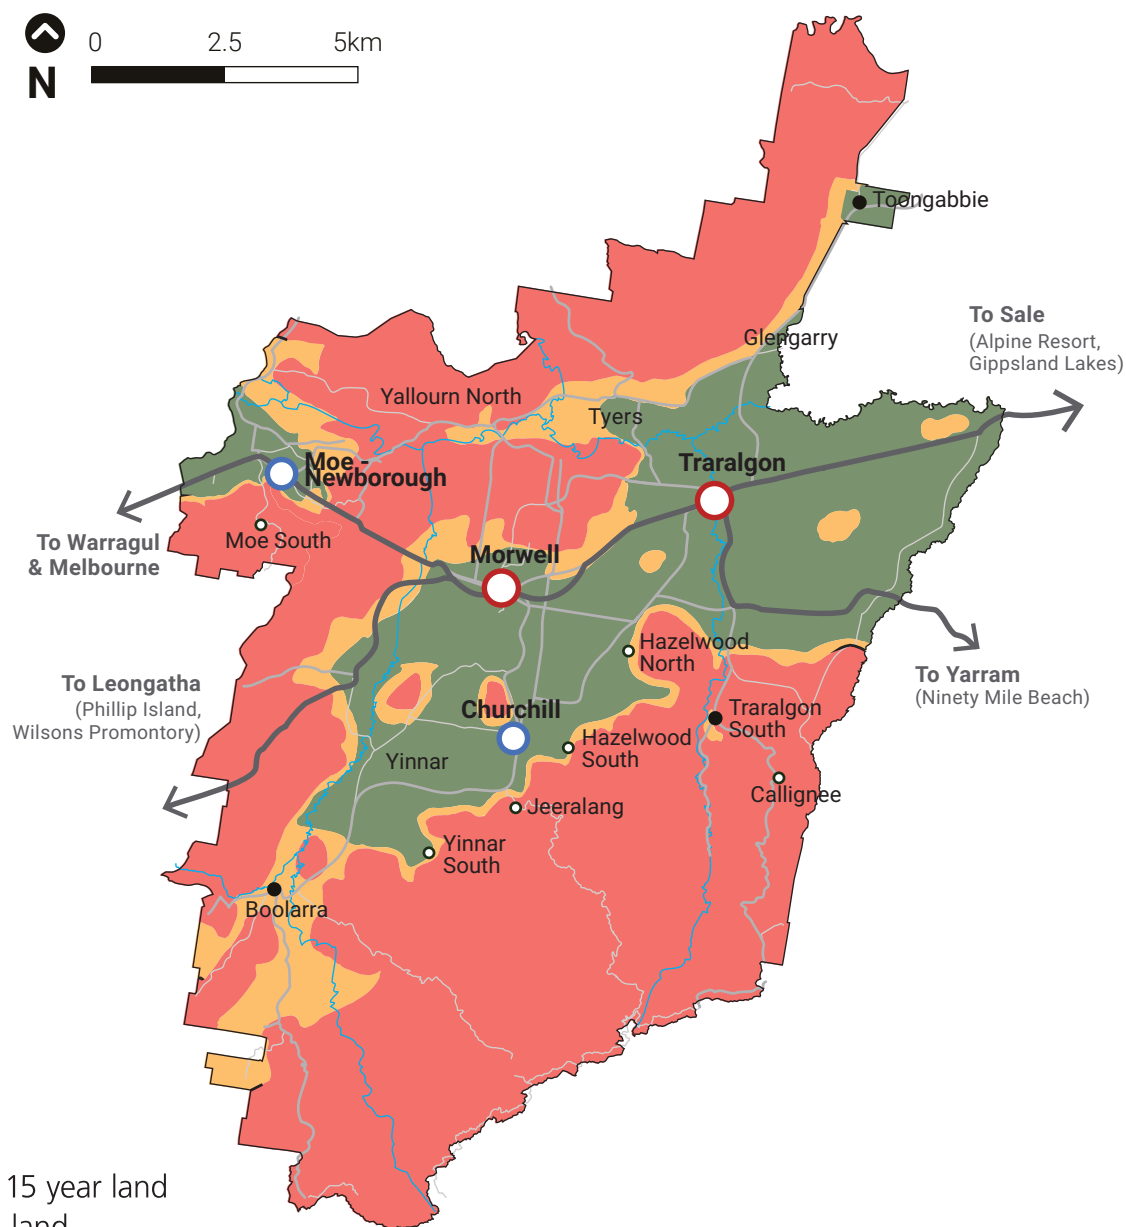 0 2.5 5km
N
Toongabbie
To Sale
(Alpine Resort,
Gippsland Lakes)
Glengarry
Yallourn North
Tyers
Traralgon
Moe -
Newborough
To Warragul
& Melbourne
Moe South
Morwell
Hazelwood
North
To Yarram
(Ninety Mile Beach)
To Leongatha
(Phillip Island,
Wilsons Promontory)
Churchill
Traralgon
South
Hazelwood
South
Yinnar
Callignee
Jeeralang
Yinnar
South
Boolarra
15 year land
land